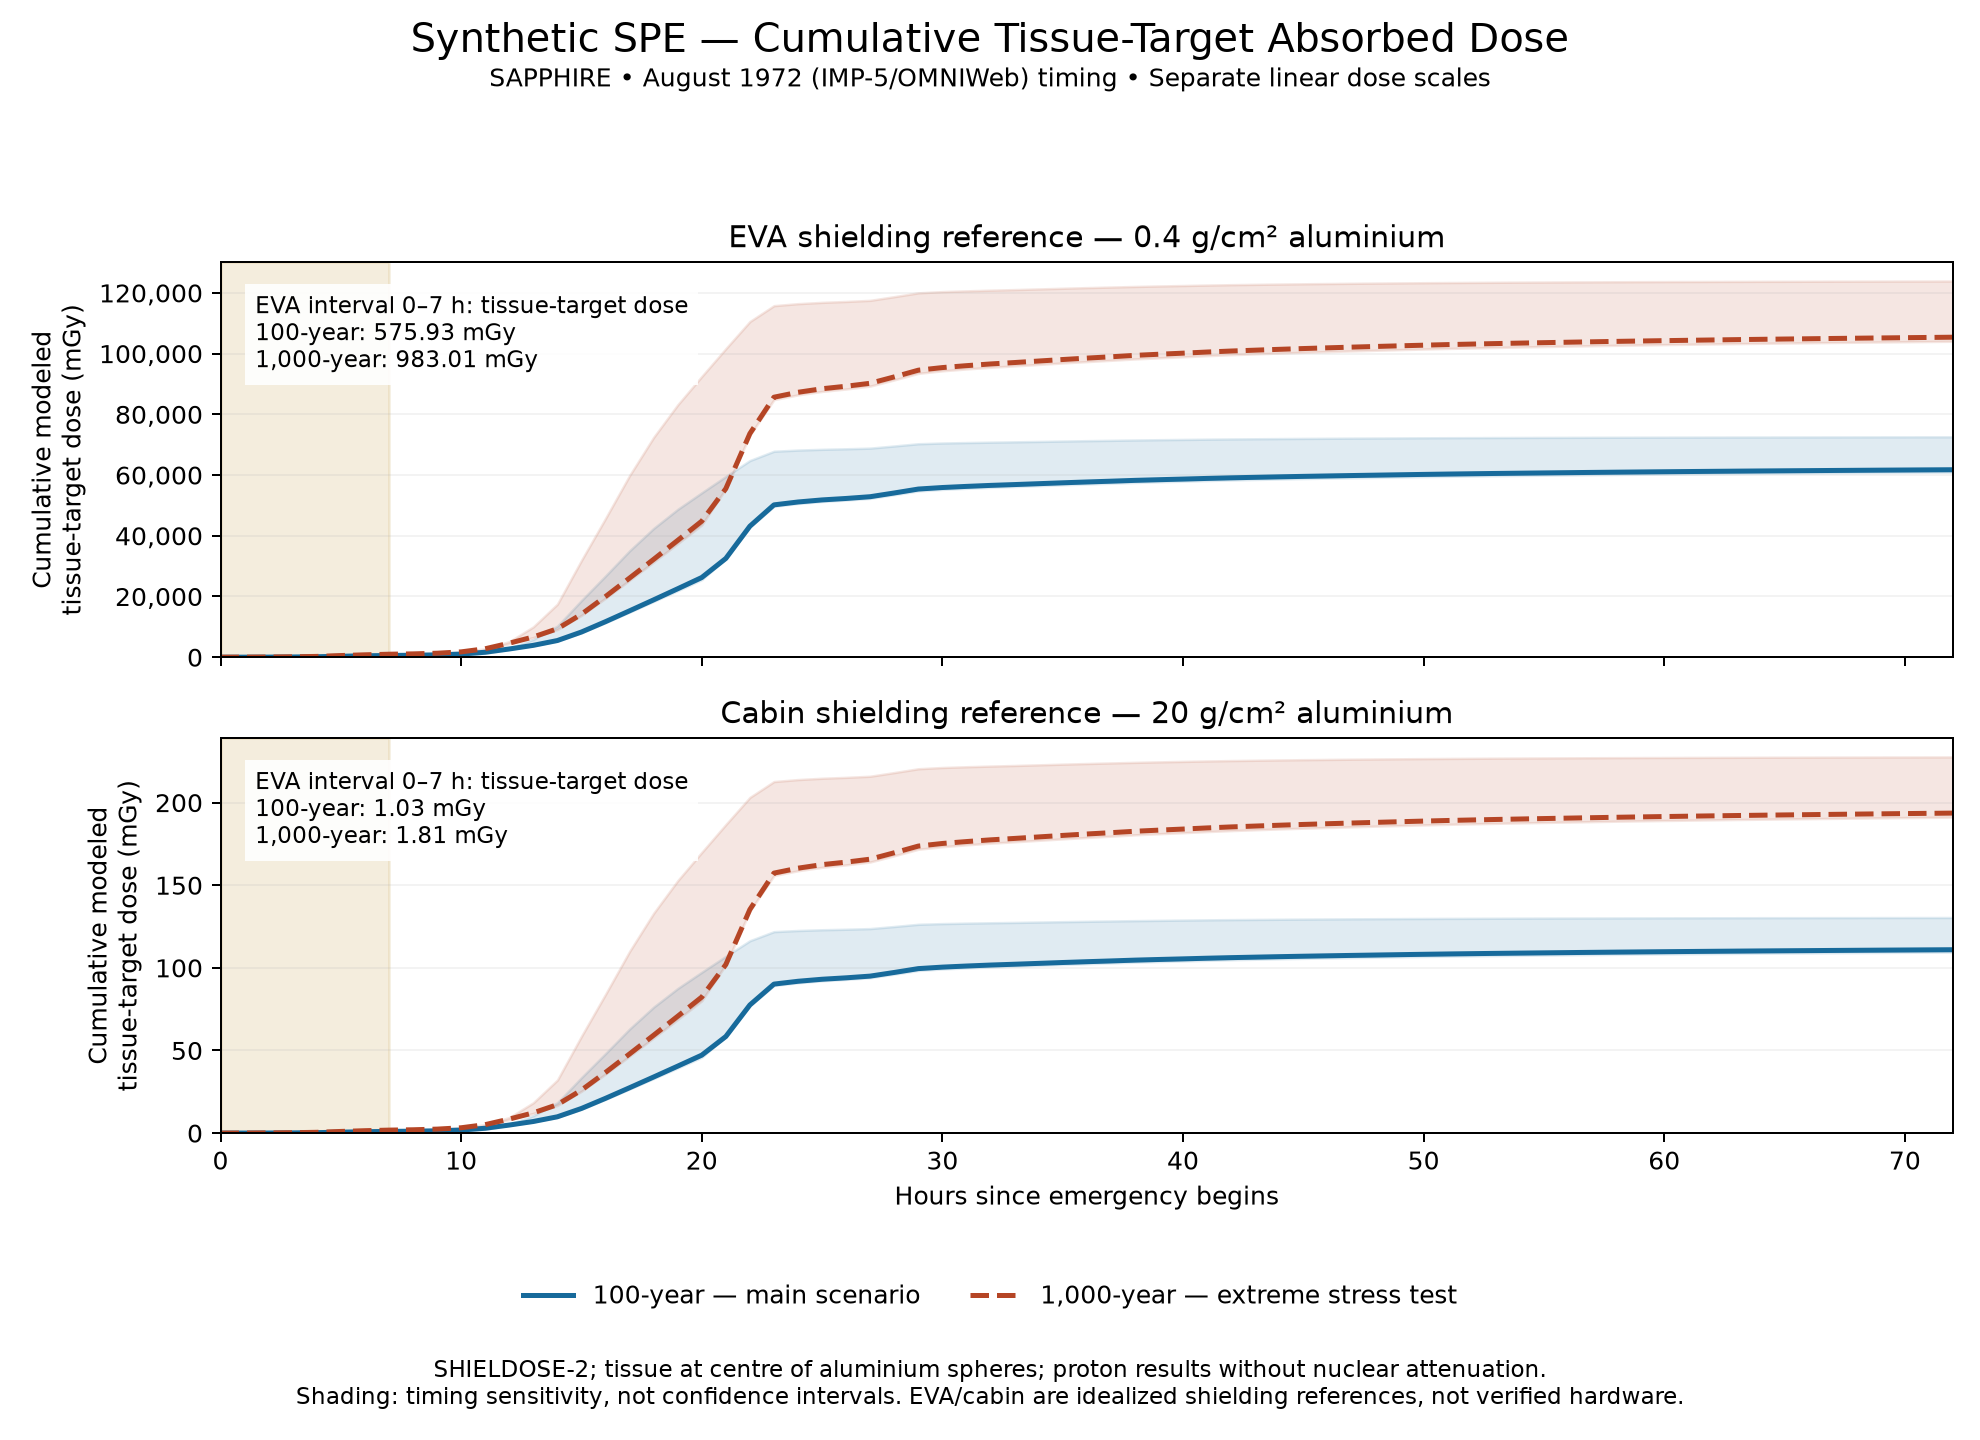 Synthetic SPE — Cumulative Tissue-Target Absorbed Dose
SAPPHIRE • August 1972 (IMP-5/OMNIWeb) timing • Separate linear dose scales
EVA shielding reference — 0.4 g/cm² aluminium
Cumulative modeled
tissue-target dose (mGy)
120,000
100,000
80,000
60,000
40,000
20,000
0
EVA interval 0–7 h: tissue-target dose
100-year: 575.93 mGy
1,000-year: 983.01 mGy
Cabin shielding reference — 20 g/cm² aluminium
Cumulative modeled
tissue-target dose (mGy)
200
150
100
50
0
EVA interval 0–7 h: tissue-target dose
100-year: 1.03 mGy
1,000-year: 1.81 mGy
0 10 20 30 40 50 60 70
Hours since emergency begins
100-year — main scenario
1,000-year — extreme stress test
SHIELDOSE-2; tissue at centre of aluminium spheres; proton results without nuclear attenuation.
Shading: timing sensitivity, not confidence intervals. EVA/cabin are idealized shielding references, not verified hardware.